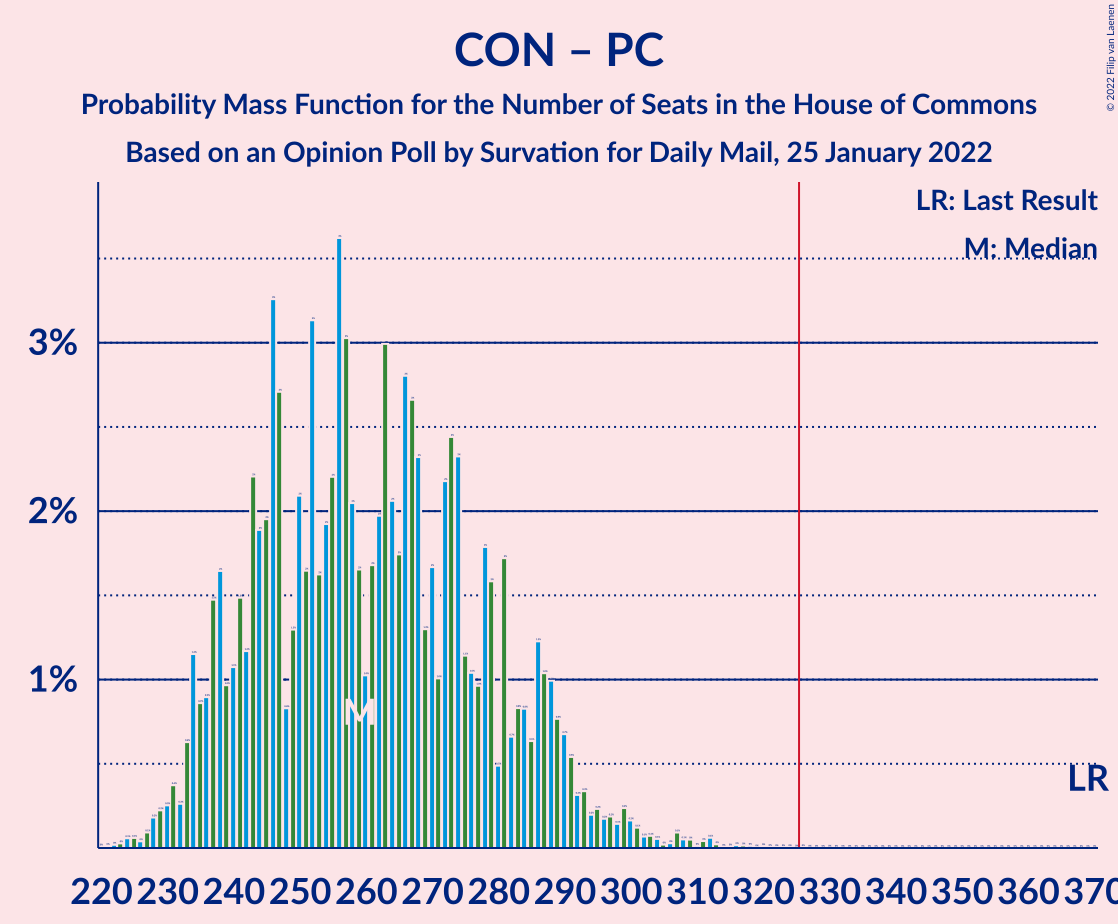 CON – PC
Probability Mass Function for the Number of Seats in the House of Commons
Based on an Opinion Poll by Survation for Daily Mail, 25 January 2022
© 2022 Filip van Laenen
LR: Last Result
M: Median
3%
2%
1%
M
LR
220 230 240 250 260 270 280 290 300 310 320 330 340 350 360 370